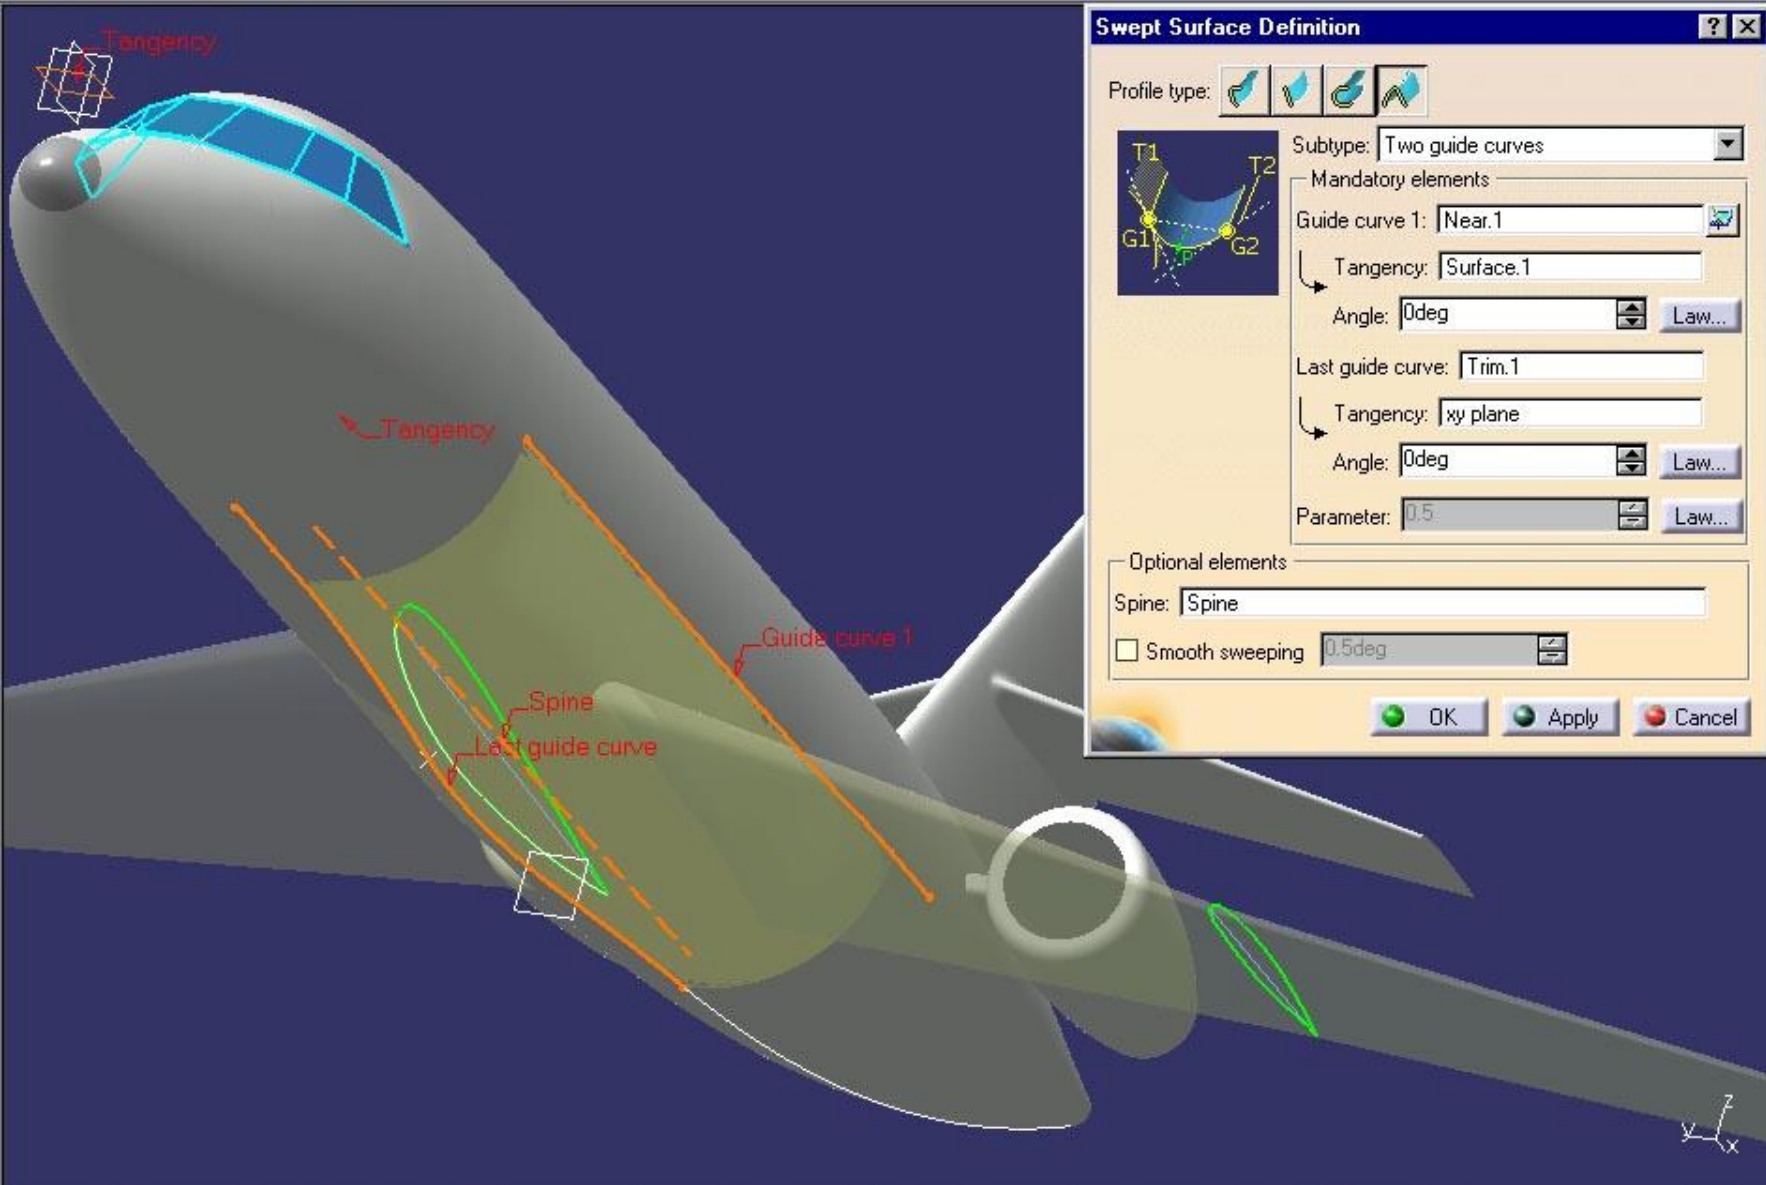 Tangency
Tangency
Guide curve 1
Spine
Last guide curve
z
y
x
Swept Surface Definition
Profile type:
T1
T2
G1
G2
P
Subtype: Two guide curves
Mandatory elements
Guide curve 1: Near.1
Tangency: Surface.1
Angle: 0deg Law...
Last guide curve: Trim.1
Tangency: xy plane
Angle: 0deg Law...
Parameter: 0.5 Law...
Optional elements
Spine: Spine
Smooth sweeping 0.5deg
OK Apply Cancel